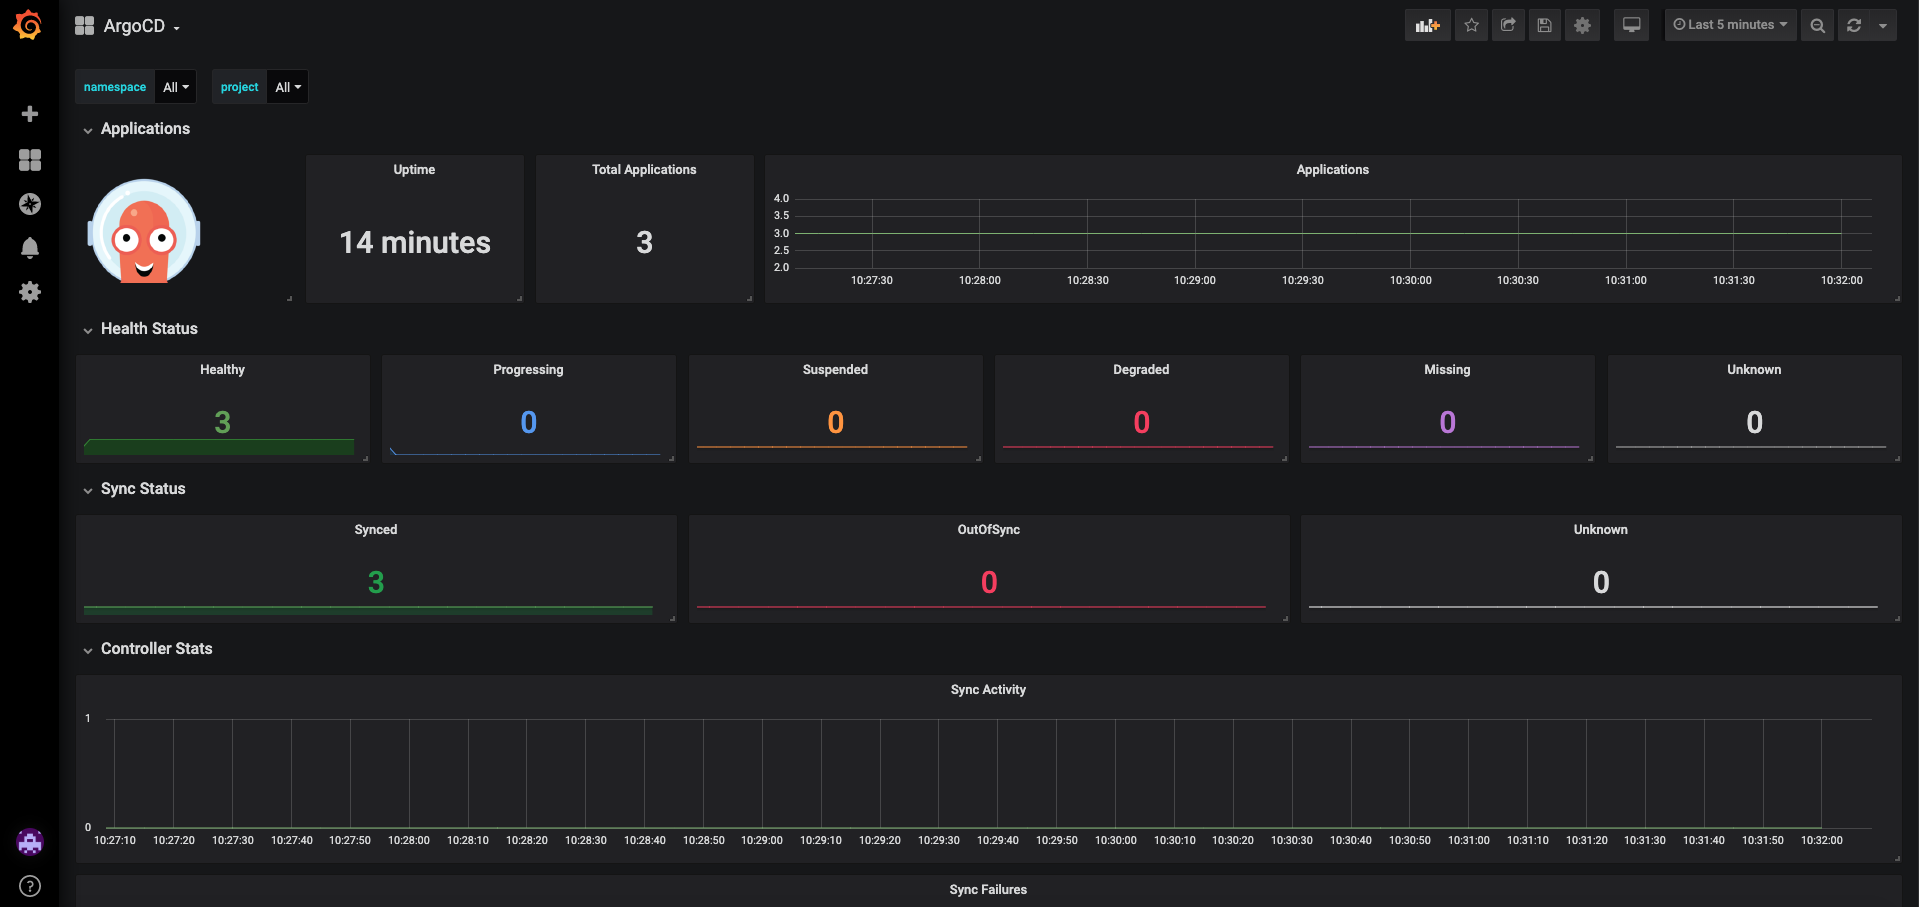 ArgoCD
Last 5 minutes
namespace All project All
Applications
Uptime
14 minutes
Total Applications
3
Applications
4.0
3.5
3.0
2.5
2.0
10:27:30 10:28:00 10:28:30 10:29:00 10:29:30 10:30:00 10:30:30 10:31:00 10:31:30 10:32:00
Health Status
Healthy
3
Progressing
0
Suspended
0
Degraded
0
Missing
0
Unknown
0
Sync Status
Synced
3
OutOfSync
0
Unknown
0
Controller Stats
Sync Activity
1
0
10:27:10 10:27:20 10:27:30 10:27:40 10:27:50 10:28:00 10:28:10 10:28:20 10:28:30 10:28:40 10:28:50 10:29:00 10:29:10 10:29:20 10:29:30 10:29:40 10:29:50 10:30:00 10:30:10 10:30:20 10:30:30 10:30:40 10:30:50 10:31:00 10:31:10 10:31:20 10:31:30 10:31:40 10:31:50 10:32:00
Sync Failures